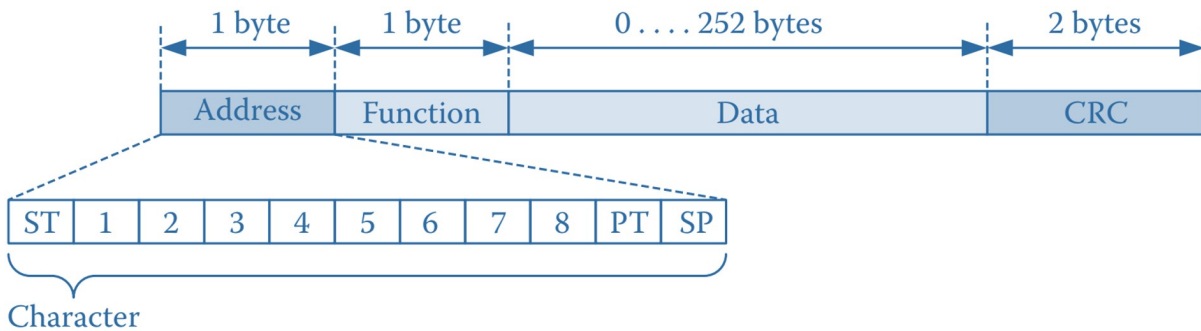 1 byte 1 byte 0 . . . . 252 bytes 2 bytes
Address Function Data CRC
ST 1 2 3 4 5 6 7 8 PT SP
Character